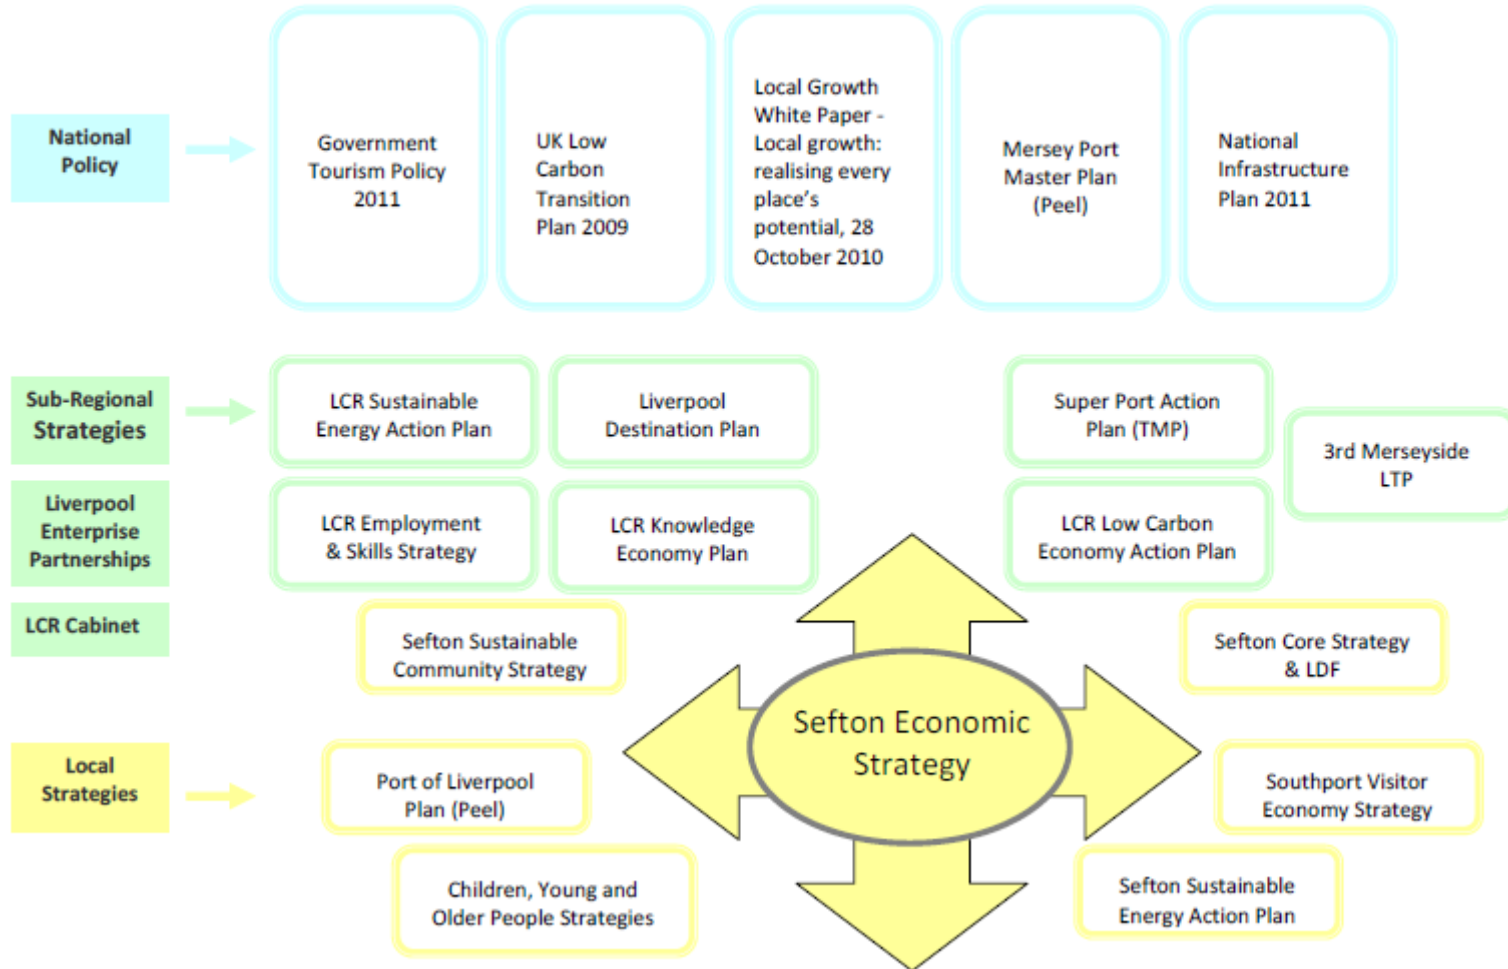 National
Policy
Government
Tourism Policy
2011
UK Low
Carbon
Transition
Plan 2009
Local Growth
White Paper -
Local growth:
realising every
place's
potential, 28
October 2010
Mersey Port
Master Plan
(Peel)
National
Infrastructure
Plan 2011
Sub-Regional
Strategies
LCR Sustainable
Energy Action Plan
Liverpool
Destination Plan
Super Port Action
Plan (TMP)
3rd Merseyside
LTP
Liverpool
Enterprise
Partnerships
LCR Employment
& Skills Strategy
LCR Knowledge
Economy Plan
LCR Low Carbon
Economy Action Plan
LCR Cabinet
Sefton Sustainable
Community Strategy
Sefton Core Strategy
& LDF
Sefton Economic
Strategy
Local
Strategies
Port of Liverpool
Plan (Peel)
Southport Visitor
Economy Strategy
Children, Young and
Older People Strategies
Sefton Sustainable
Energy Action Plan